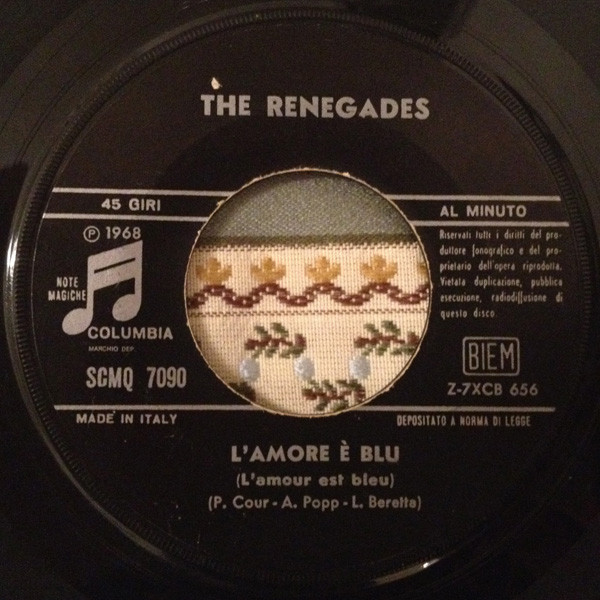 THE RENEGADES
45 GIRI
AL MINUTO
℗ 1968
NOTE
MAGICHE
COLUMBIA
MARCHIO DEP.
SCMQ 7090
MADE IN ITALY
Riservati tutti i diritti del pro-
duttore fonografico e del pro-
prietario dell'opera riprodotta.
Vietata duplicazione, pubblica
esecuzione, radiodiffusione di
questo disco.
BIEM
Z-7XCB 656
DEPOSITATO A NORMA DI LEGGE
L'AMORE È BLU
(L'amour est bleu)
(P. Cour - A. Popp - L. Beretta)